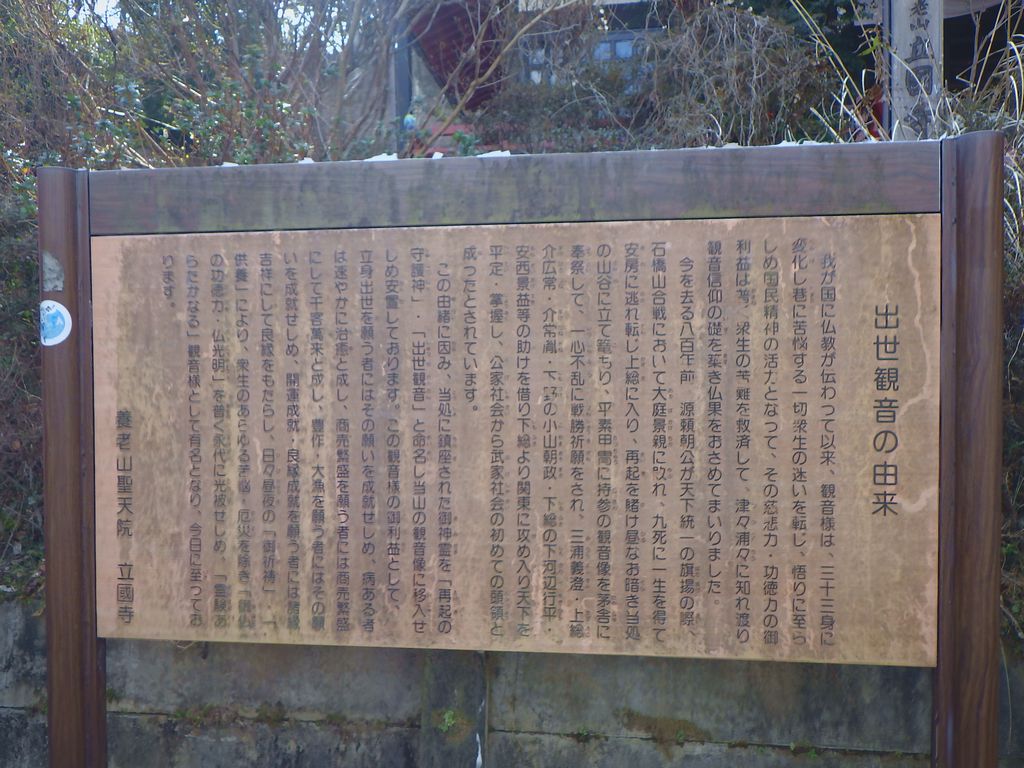 出世観音の由来
我が国に仏教が伝わって以来、観音様は、三十三身に
変化し巷に苦悩する一切衆生の迷いを転じ、悟りに至ら
しめ国民精神の活力となって、その慈悲力・功徳力の御
利益は、衆生の苦難を救済して、津々浦々に知れ渡り
観音信仰の礎を築き仏果をおさめてまいりました。
今を去る八百年前、源頼朝公が天下統一の旗揚の際、
石橋山合戦において大庭景親に敗れ、九死に一生を得て
安房に逃れ転じ上総に入り、再起を賭け昼なお暗き当処
の山谷に立て篭もり、平素甲冑に持参の観音像を茅舎に
奉祭して、一心不乱に戦勝祈願をされ、三浦義澄・上総
介広常・介常胤、下野の小山朝政・下総の下河辺行平・
安西景益等の助けを借り下総より関東に攻め入り天下を
平定・掌握し、公家社会から武家社会の初めての頭領と
成ったとされています。
この由緒に因み、当処に鎮座された御神霊を「再起の
守護神」・「出世観音」と命名し当山の観音像に移入せ
しめ安置しております。この観音様の御利益として、
立身出世を願う者にはその願いを成就せしめ、病ある者
は速やかに治癒と成し、商売繁盛を願う者には商売繁盛
にして千客万来と成し、豊作・大漁を願う者にはその願
いを成就せしめ、開運成就・良縁成就を願う者には諸縁
吉祥にして良縁をもたらし、日々昼夜の「御祈祷」「
供養」により、衆生のあらゆる苦悩・厄災を除き「御仏
の功徳力・仏光明」を普く永代に光被せしめ、「霊験あ
らたかなる」観音様として有名となり、今日に至ってお
ります。
養老山聖天院 立國寺